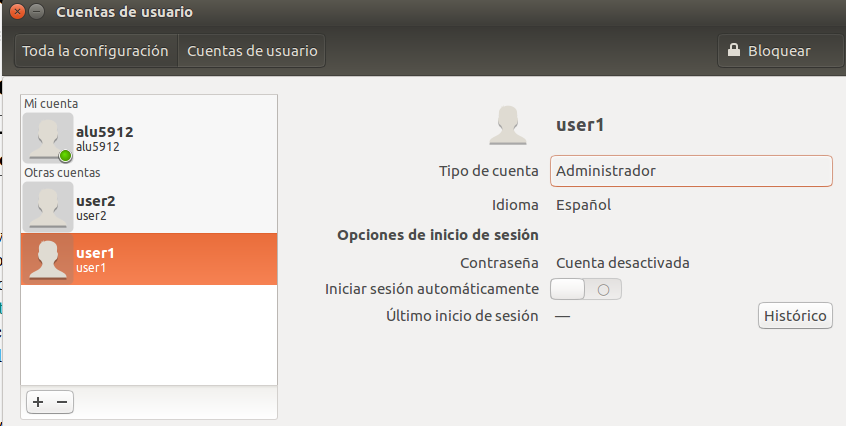 Cuentas de usuario
Toda la configuración Cuentas de usuario Bloquear
Mi cuenta
alu5912
alu5912
Otras cuentas
user2
user2
user1
user1
user1
Tipo de cuenta Administrador
Idioma Español
Opciones de inicio de sesión
Contraseña Cuenta desactivada
Iniciar sesión automáticamente
Último inicio de sesión — Histórico